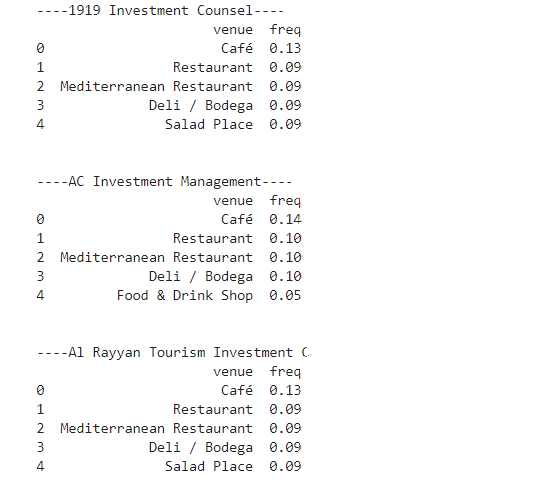 ----1919 Investment Counsel----
venue freq
0 Café 0.13
1 Restaurant 0.09
2 Mediterranean Restaurant 0.09
3 Deli / Bodega 0.09
4 Salad Place 0.09
----AC Investment Management----
venue freq
0 Café 0.14
1 Restaurant 0.10
2 Mediterranean Restaurant 0.10
3 Deli / Bodega 0.10
4 Food & Drink Shop 0.05
----Al Rayyan Tourism Investment
venue freq
0 Café 0.13
1 Restaurant 0.09
2 Mediterranean Restaurant 0.09
3 Deli / Bodega 0.09
4 Salad Place 0.09